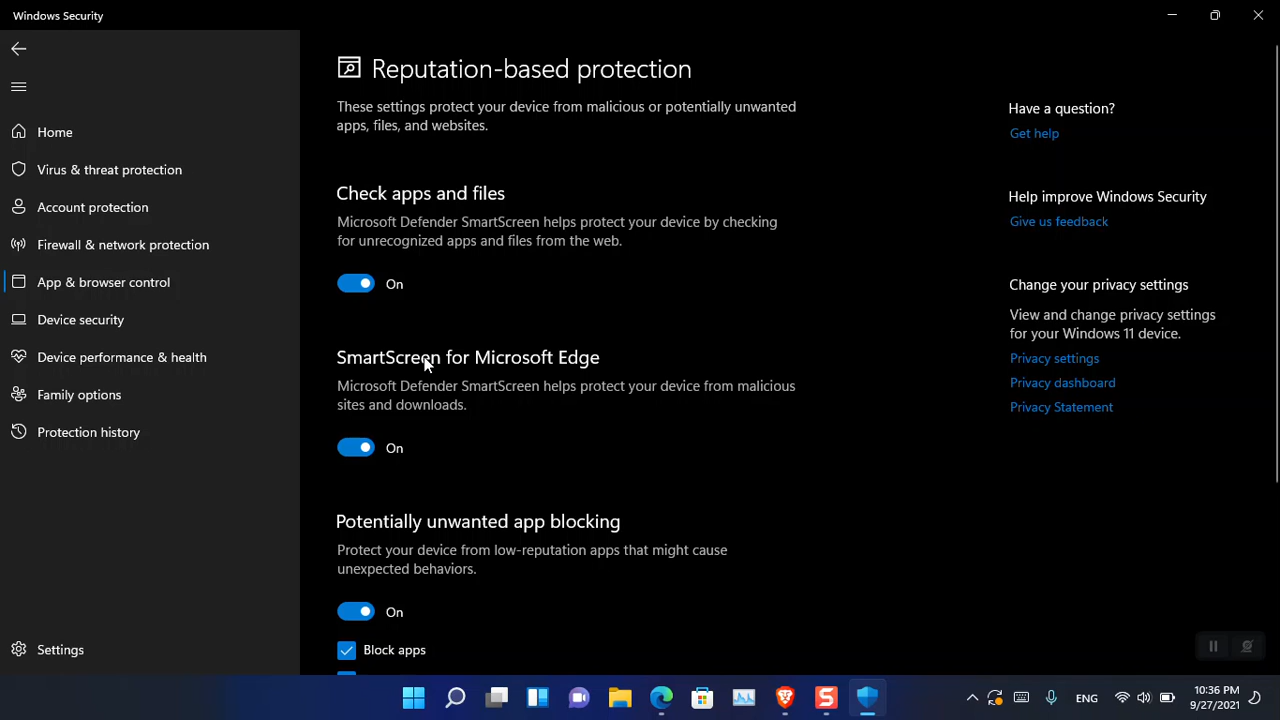 Windows Security
Home
Virus & threat protection
Account protection
Firewall & network protection
App & browser control
Device security
Device performance & health
Family options
Protection history
Settings
Reputation-based protection
These settings protect your device from malicious or potentially unwanted
apps, files, and websites.
Check apps and files
Microsoft Defender SmartScreen helps protect your device by checking
for unrecognized apps and files from the web.
On
SmartScreen for Microsoft Edge
Microsoft Defender SmartScreen helps protect your device from malicious
sites and downloads.
On
Potentially unwanted app blocking
Protect your device from low-reputation apps that might cause
unexpected behaviors.
On
Block apps
Have a question?
Get help
Help improve Windows Security
Give us feedback
Change your privacy settings
View and change privacy settings
for your Windows 11 device.
Privacy settings
Privacy dashboard
Privacy Statement
S
ENG
10:36 PM
9/27/2021